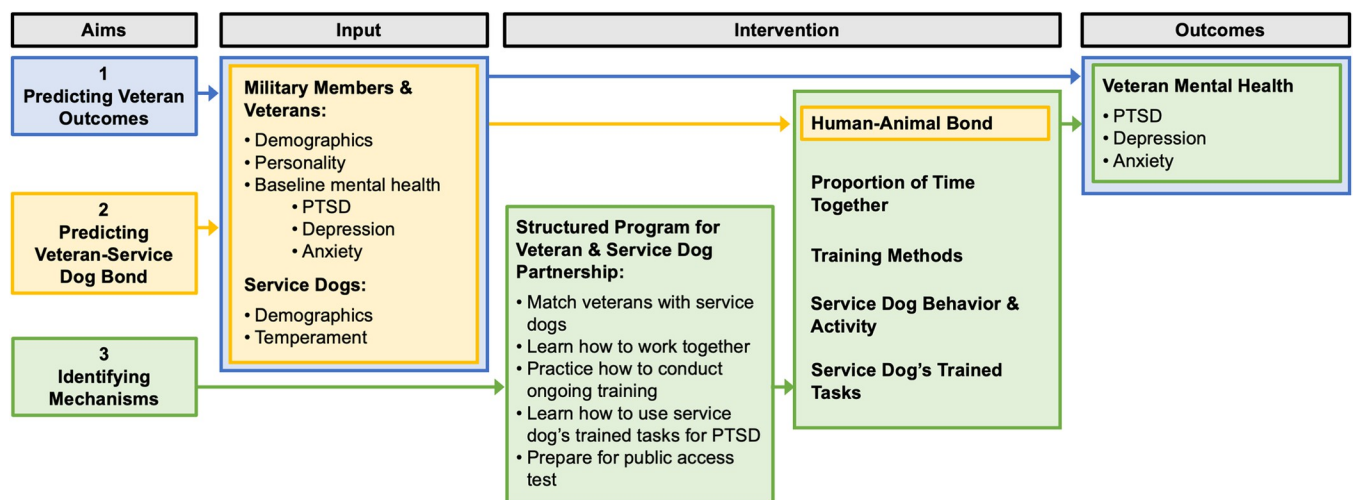 Aims
Input
Intervention
Outcomes
1
Predicting Veteran
Outcomes
2
Predicting
Veteran-Service
Dog Bond
3
Identifying
Mechanisms
Military Members &
Veterans:
• Demographics
• Personality
• Baseline mental health
• PTSD
• Depression
• Anxiety
Service Dogs:
• Demographics
• Temperament
Structured Program for
Veteran & Service Dog
Partnership:
• Match veterans with service
dogs
• Learn how to work together
• Practice how to conduct
ongoing training
• Learn how to use service
dog’s trained tasks for PTSD
• Prepare for public access
test
Human-Animal Bond
Proportion of Time
Together
Training Methods
Service Dog Behavior &
Activity
Service Dog’s Trained
Tasks
Veteran Mental Health
• PTSD
• Depression
• Anxiety